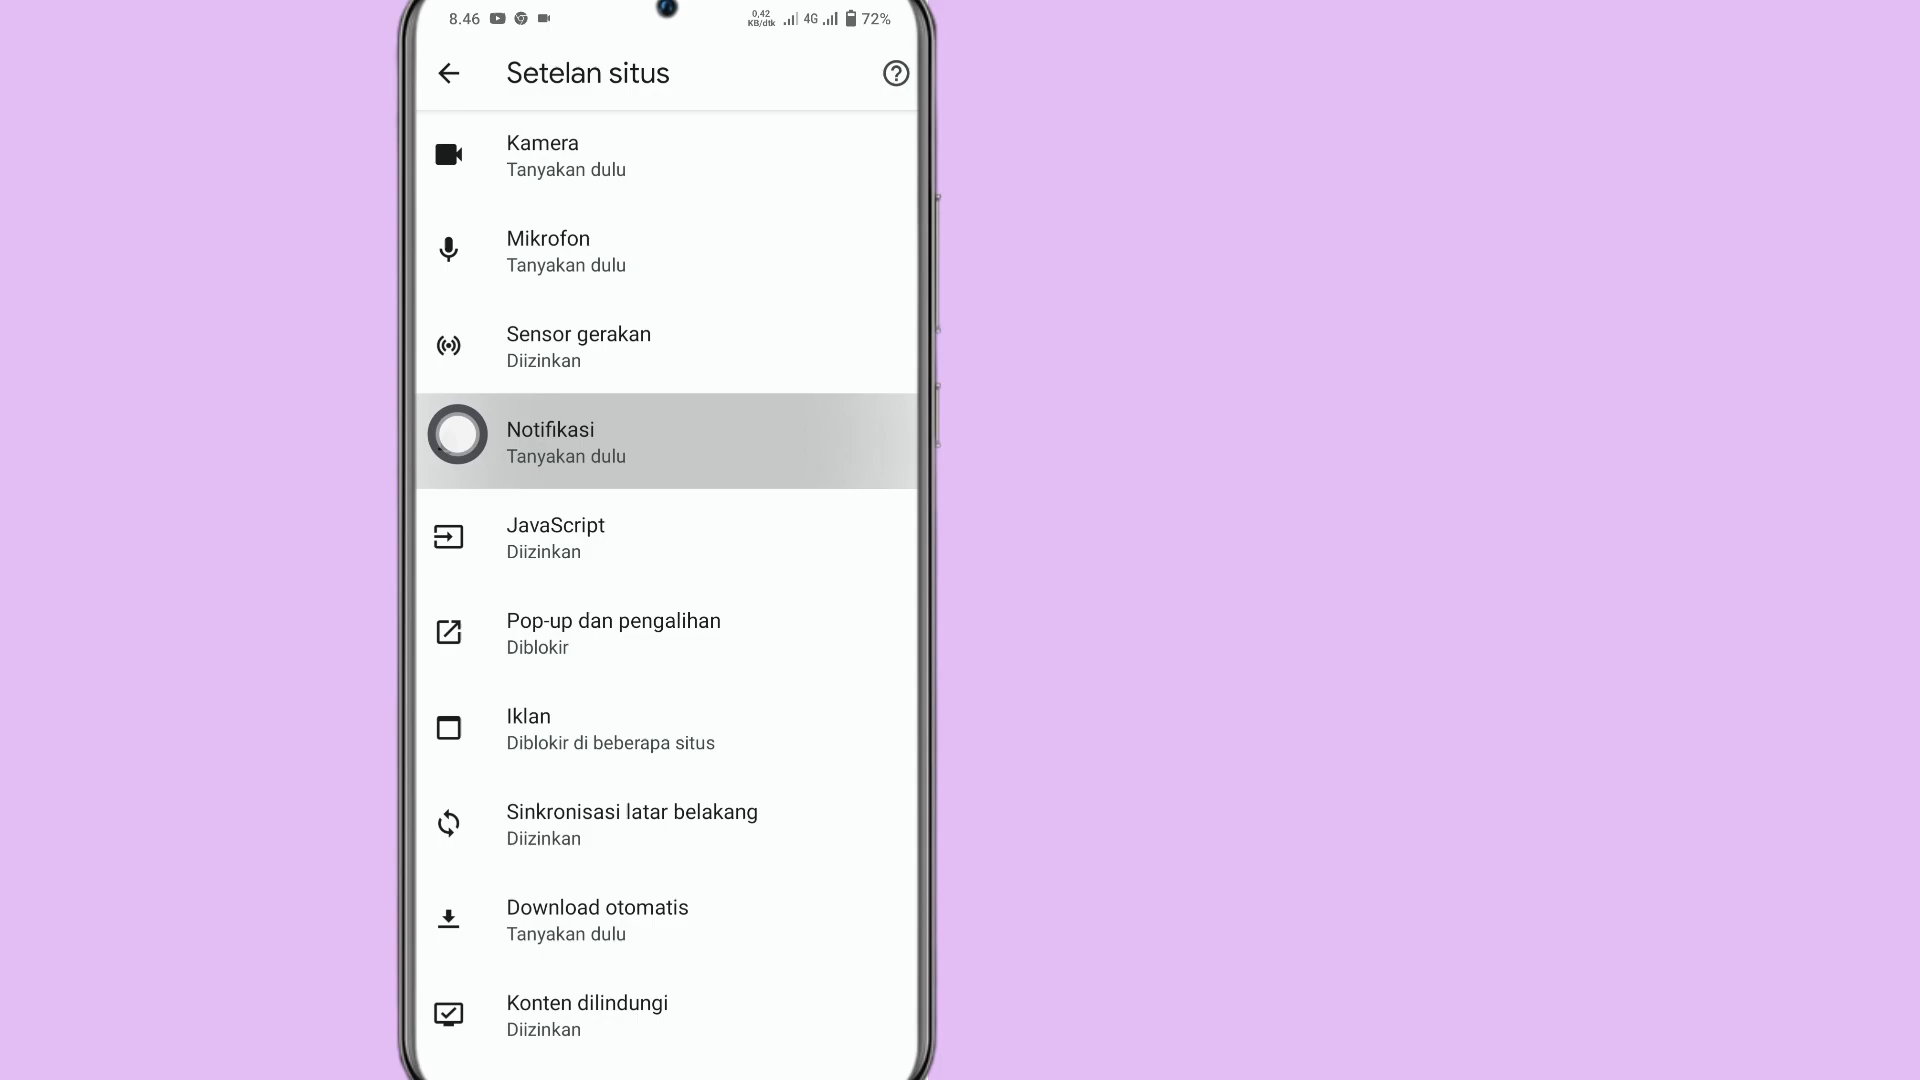 8.46
0,42
KB/dtk
4G
72%
Setelan situs
Kamera
Tanyakan dulu
Mikrofon
Tanyakan dulu
Sensor gerakan
Diizinkan
Notifikasi
Tanyakan dulu
JavaScript
Diizinkan
Pop-up dan pengalihan
Diblokir
Iklan
Diblokir di beberapa situs
Sinkronisasi latar belakang
Diizinkan
Download otomatis
Tanyakan dulu
Konten dilindungi
Diizinkan